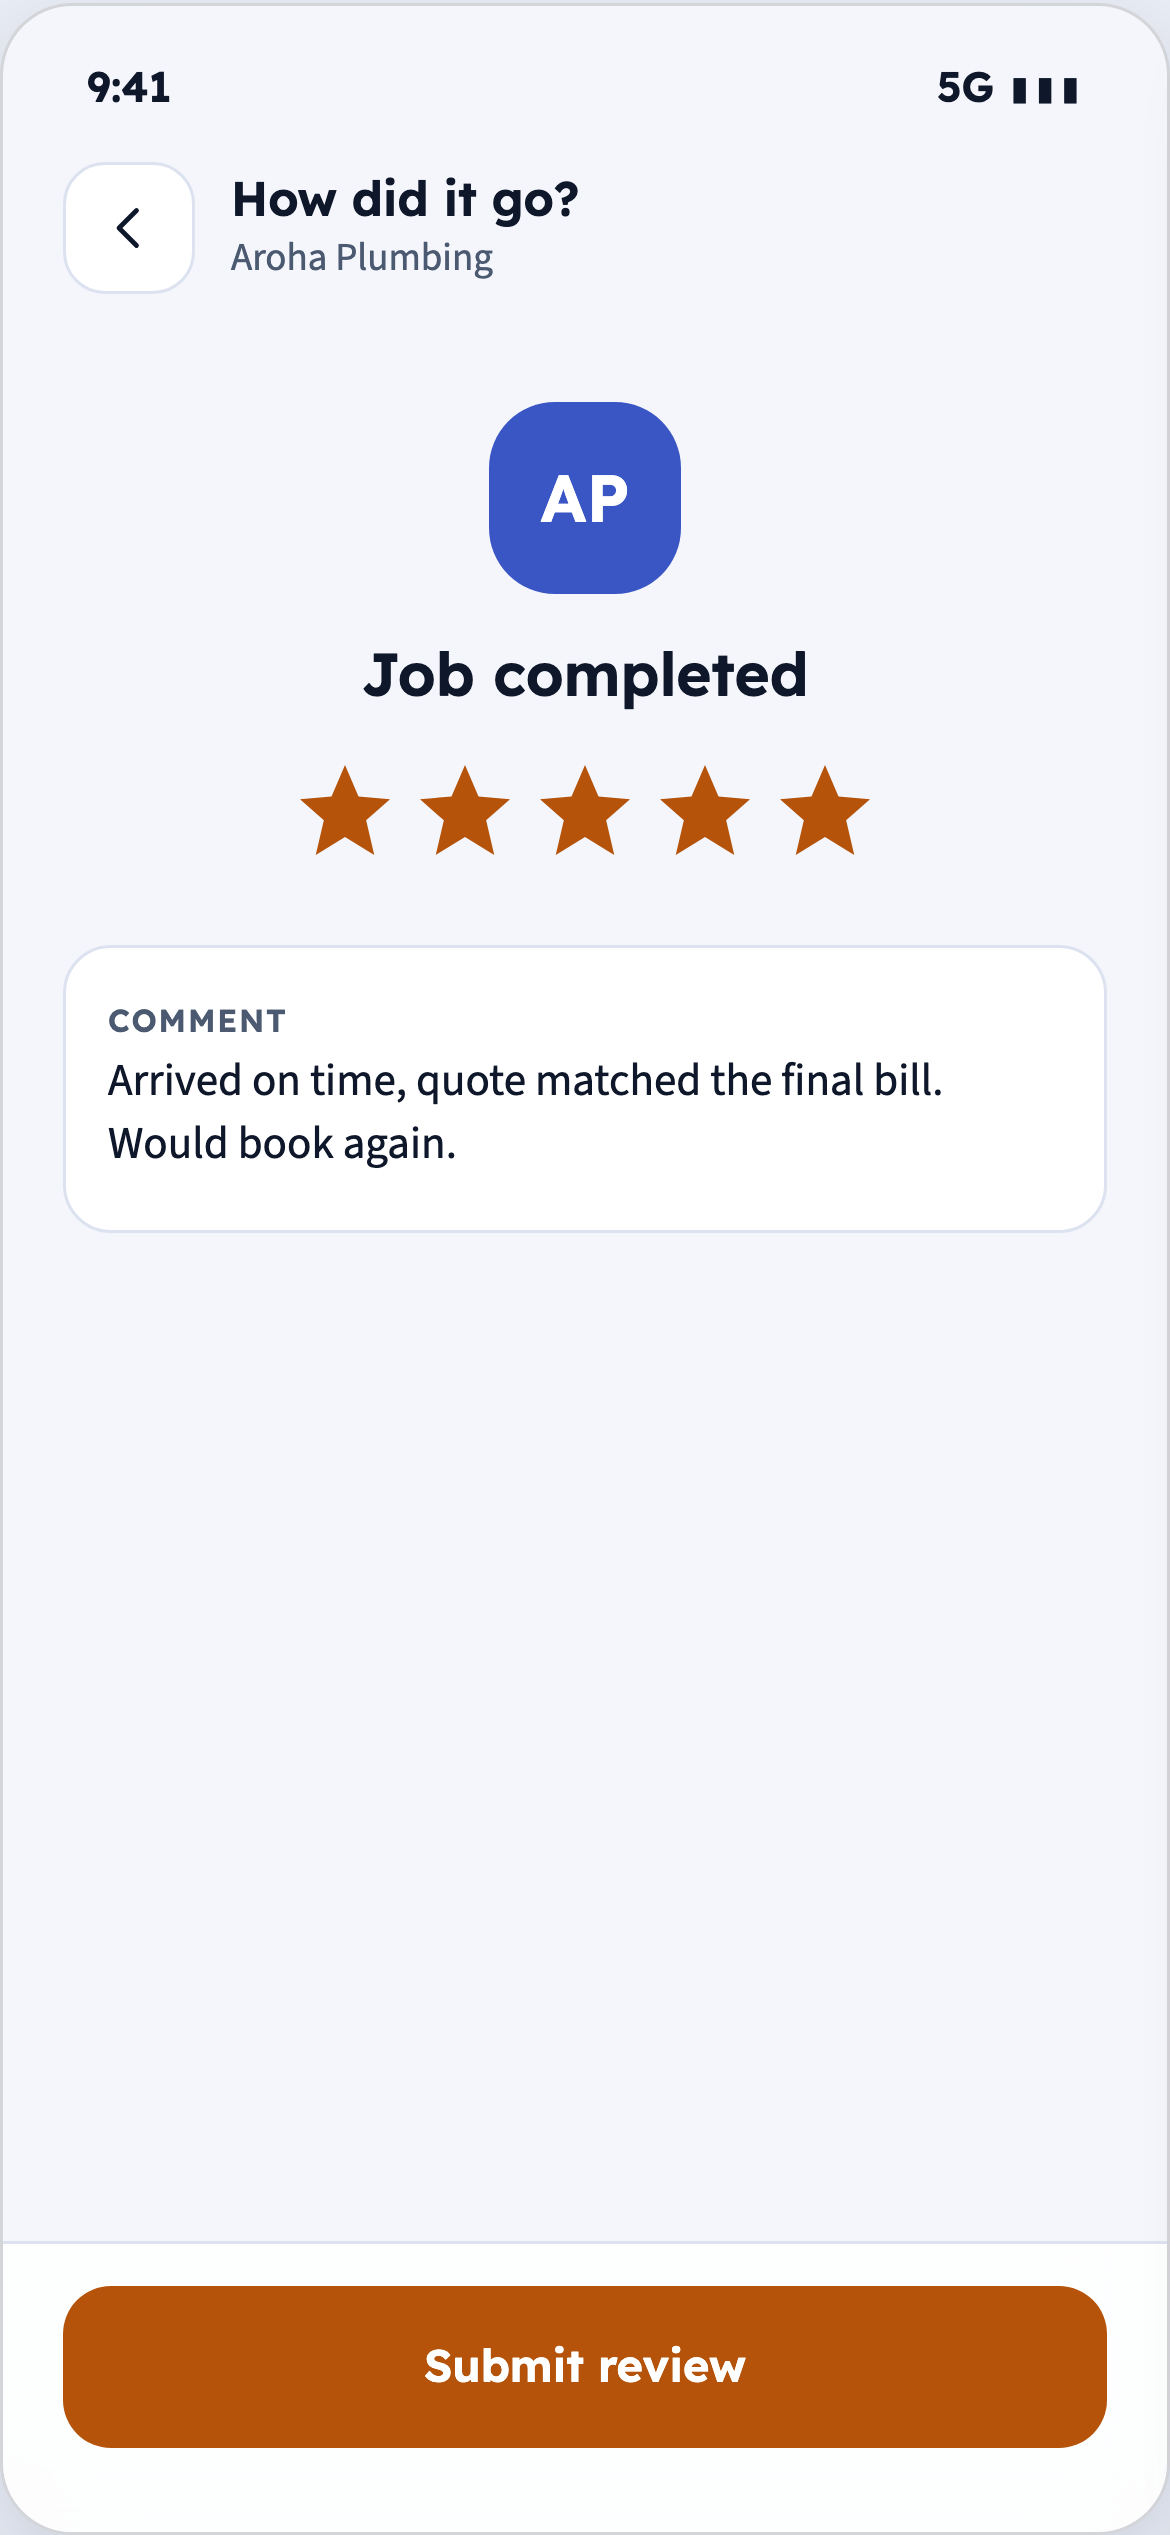 9:41
5G
How did it go?
Aroha Plumbing
AP
Job completed
COMMENT
Arrived on time, quote matched the final bill.
Would book again.
Submit review